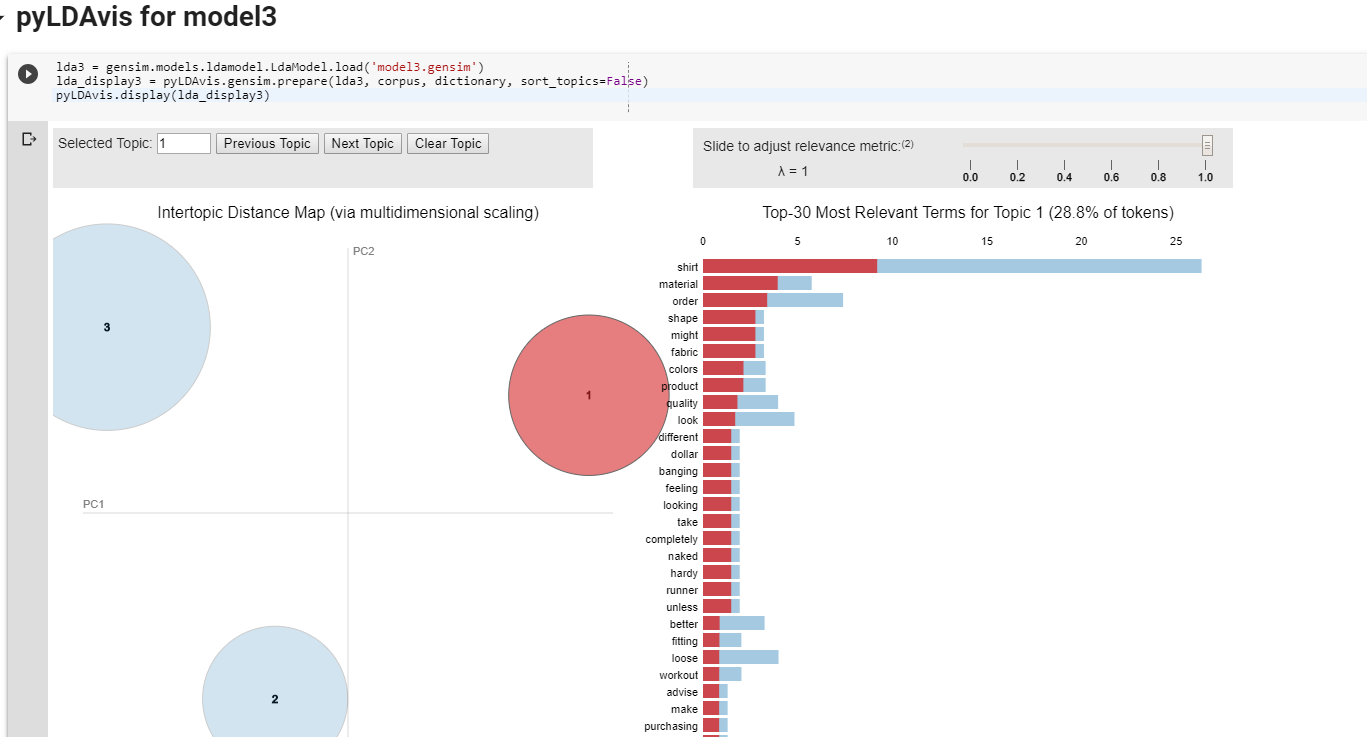 pyLDAvis for model3
lda3 = gensim.models.ldamodel.LdaModel.load('model3.gensim')
lda_display3 = pyLDAvis.gensim.prepare(lda3, corpus, dictionary, sort_topics=False)
pyLDAvis.display(lda_display3)
Selected Topic: 1 Previous Topic Next Topic Clear Topic
Slide to adjust relevance metric:(2)
λ = 1
0.0 0.2 0.4 0.6 0.8 1.0
Intertopic Distance Map (via multidimensional scaling)
PC2
3
1
PC1
2
Top-30 Most Relevant Terms for Topic 1 (28.8% of tokens)
0 5 10 15 20 25
shirt
material
order
shape
might
fabric
colors
product
quality
look
different
dollar
banging
feeling
looking
take
completely
naked
hardy
runner
unless
better
fitting
loose
workout
advise
make
purchasing